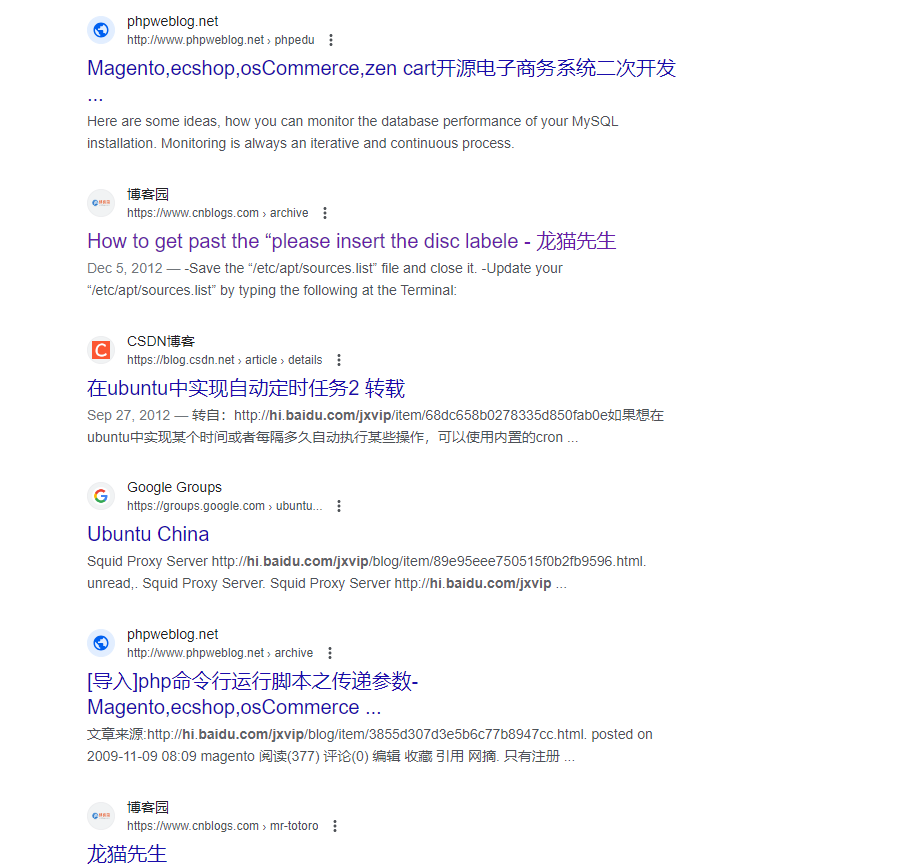 phpweblog.net
http://www.phpweblog.net › phpedu
Magento,ecshop,osCommerce,zen cart开源电子商务系统二次开发
...
Here are some ideas, how you can monitor the database performance of your MySQL
installation. Monitoring is always an iterative and continuous process.
博客园
https://www.cnblogs.com › archive
How to get past the “please insert the disc labele - 龙猫先生
Dec 5, 2012 — -Save the “/etc/apt/sources.list” file and close it. -Update your
“/etc/apt/sources.list” by typing the following at the Terminal:
CSDN博客
https://blog.csdn.net › article › details
在ubuntu中实现自动定时任务2 转载
Sep 27, 2012 — 转自：http://hi.baidu.com/jxvip/item/68dc658b0278335d850fab0e如果想在
ubuntu中实现某个时间或者每隔多久自动执行某些操作，可以使用内置的cron ...
Google Groups
https://groups.google.com › ubuntu...
Ubuntu China
Squid Proxy Server http://hi.baidu.com/jxvip/blog/item/89e95eee750515f0b2fb9596.html.
unread,. Squid Proxy Server. Squid Proxy Server http://hi.baidu.com/jxvip ...
phpweblog.net
http://www.phpweblog.net › archive
[导入]php命令行运行脚本之传递参数-
Magento,ecshop,osCommerce ...
文章来源:http://hi.baidu.com/jxvip/blog/item/3855d307d3e5b6c77b8947cc.html. posted on
2009-11-09 08:09 magento 阅读(377) 评论(0) 编辑 收藏 引用 网摘. 只有注册 ...
博客园
https://www.cnblogs.com › mr-totoro
龙猫先生